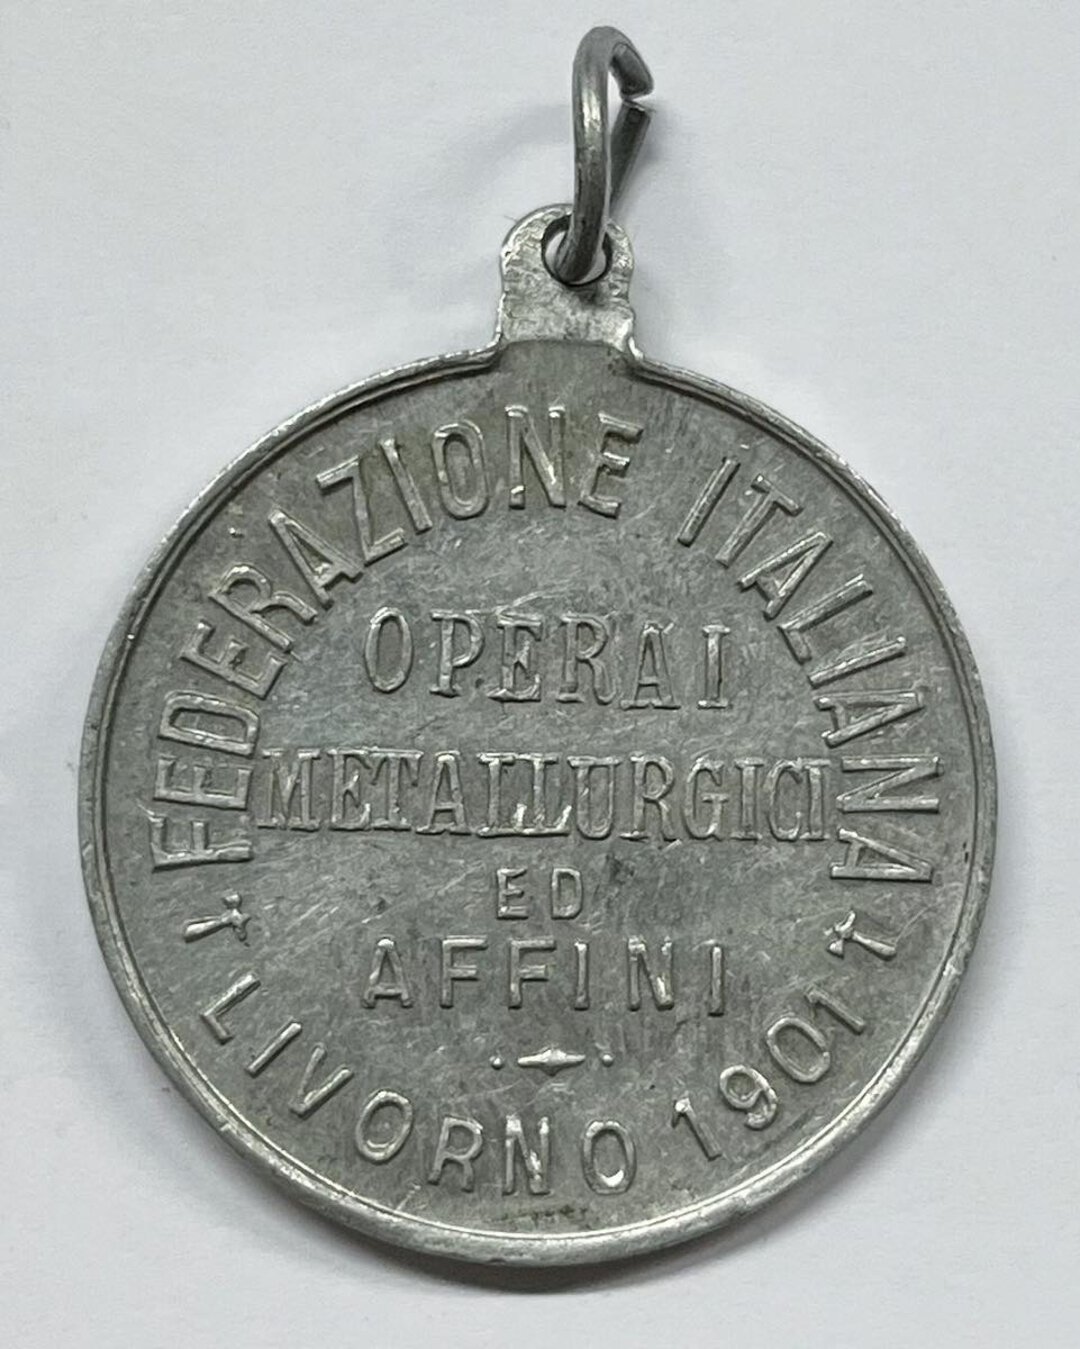 FEDERAZIONE ITALIANA
OPERAI
METALLURGICI
ED
AFFINI
LIVORNO 1901